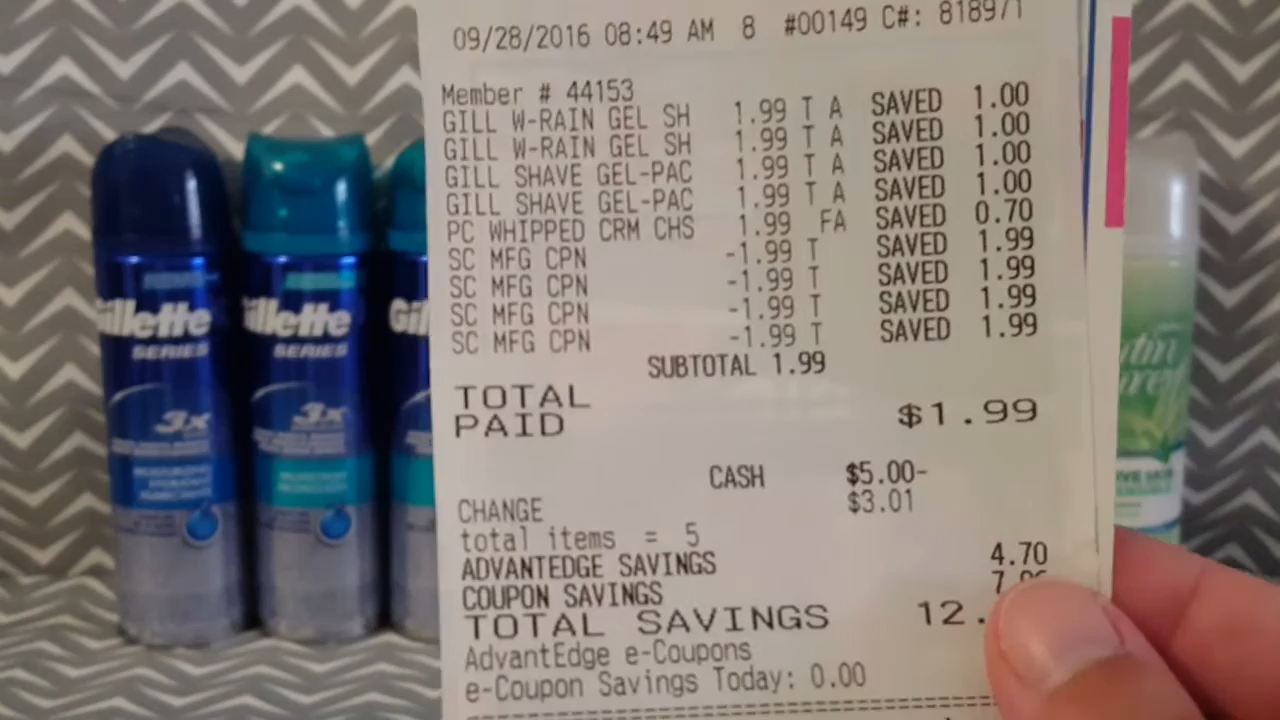 09/28/2016 08:49 AM 8 #00149 C#: 818971
Member # 44153
GILL W-RAIN GEL SH 1.99 T A SAVED 1.00
GILL W-RAIN GEL SH 1.99 T A SAVED 1.00
GILL SHAVE GEL-PAC 1.99 T A SAVED 1.00
GILL SHAVE GEL-PAC 1.99 T A SAVED 1.00
PC WHIPPED CRM CHS 1.99 FA SAVED 0.70
SC MFG CPN -1.99 T SAVED 1.99
SC MFG CPN -1.99 T SAVED 1.99
SC MFG CPN -1.99 T SAVED 1.99
SC MFG CPN -1.99 T SAVED 1.99
SUBTOTAL 1.99
TOTAL
PAID $1.99
CASH $5.00-
CHANGE $3.01
total items = 5
ADVANTEDGE SAVINGS 4.70
COUPON SAVINGS
TOTAL SAVINGS 12.
AdvantEdge e-Coupons
e-Coupon Savings Today: 0.00
Gillette
SERIES
3x
Gillette
SERIES
3x
Gil